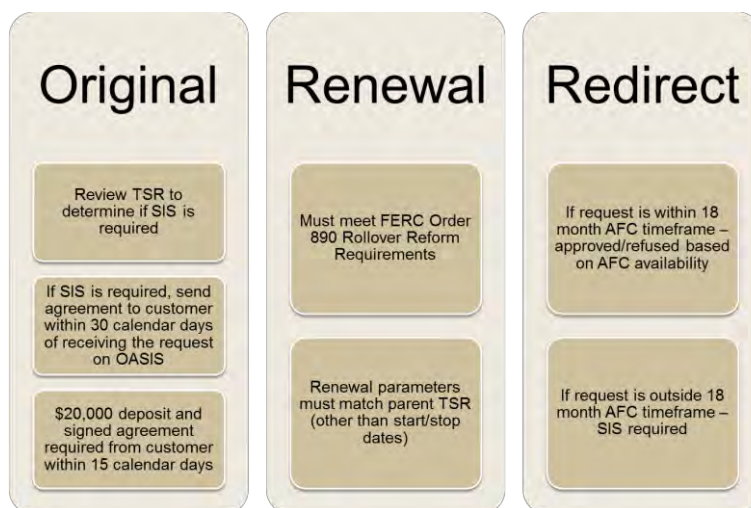 Original
Review TSR to
determine if SIS is
required
If SIS is required, send
agreement to customer
within 30 calendar days
of receiving the request
on OASIS
$20,000 deposit and
signed agreement
required from customer
within 15 calendar days
Renewal
Must meet FERC Order
890 Rollover Reform
Requirements
Renewal parameters
must match parent TSR
(other than start/stop
dates)
Redirect
If request is within 18
month AFC timeframe –
approved/refused based
on AFC availability
If request is outside 18
month AFC timeframe –
SIS required